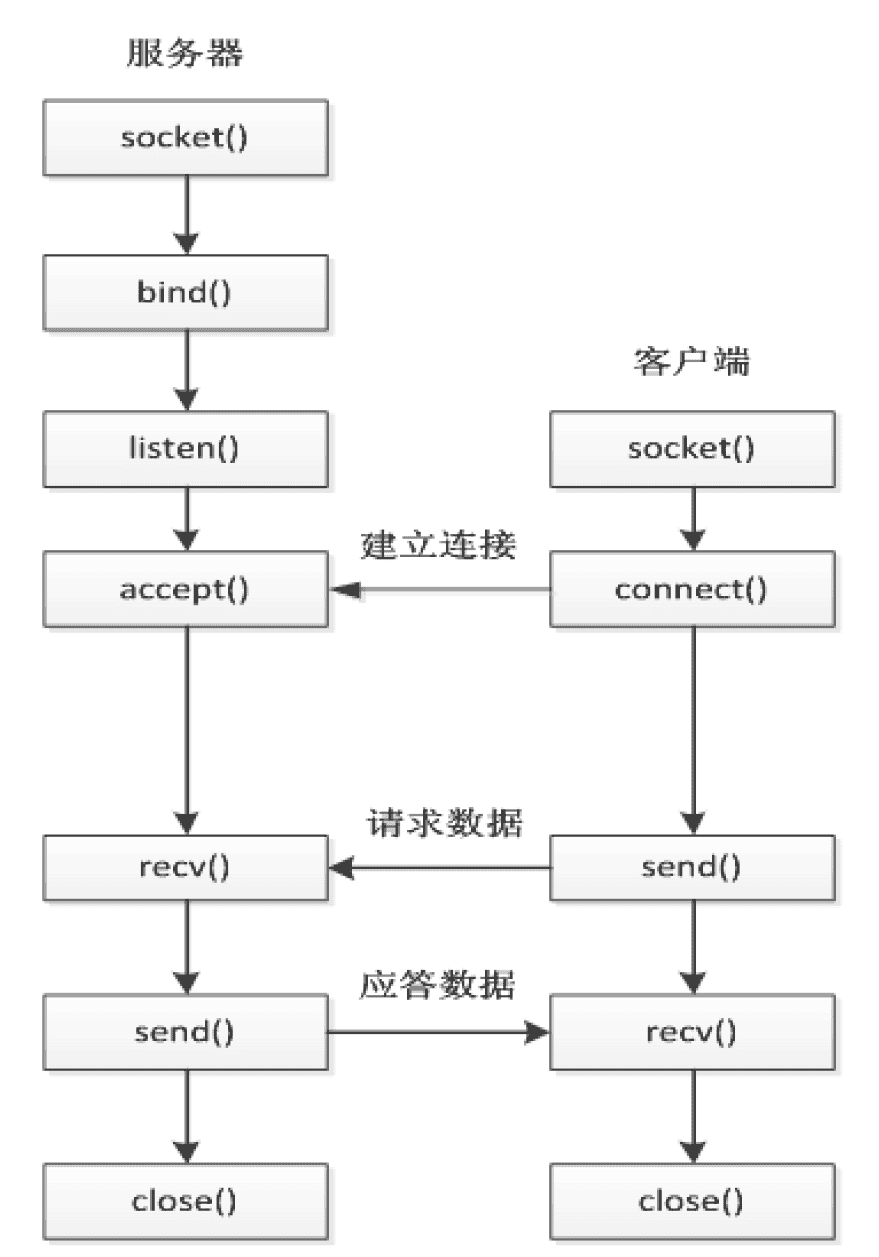 服务器
socket()
bind()
客户端
listen()
socket()
建立连接
accept()
connect()
请求数据
recv()
send()
应答数据
send()
recv()
close()
close()